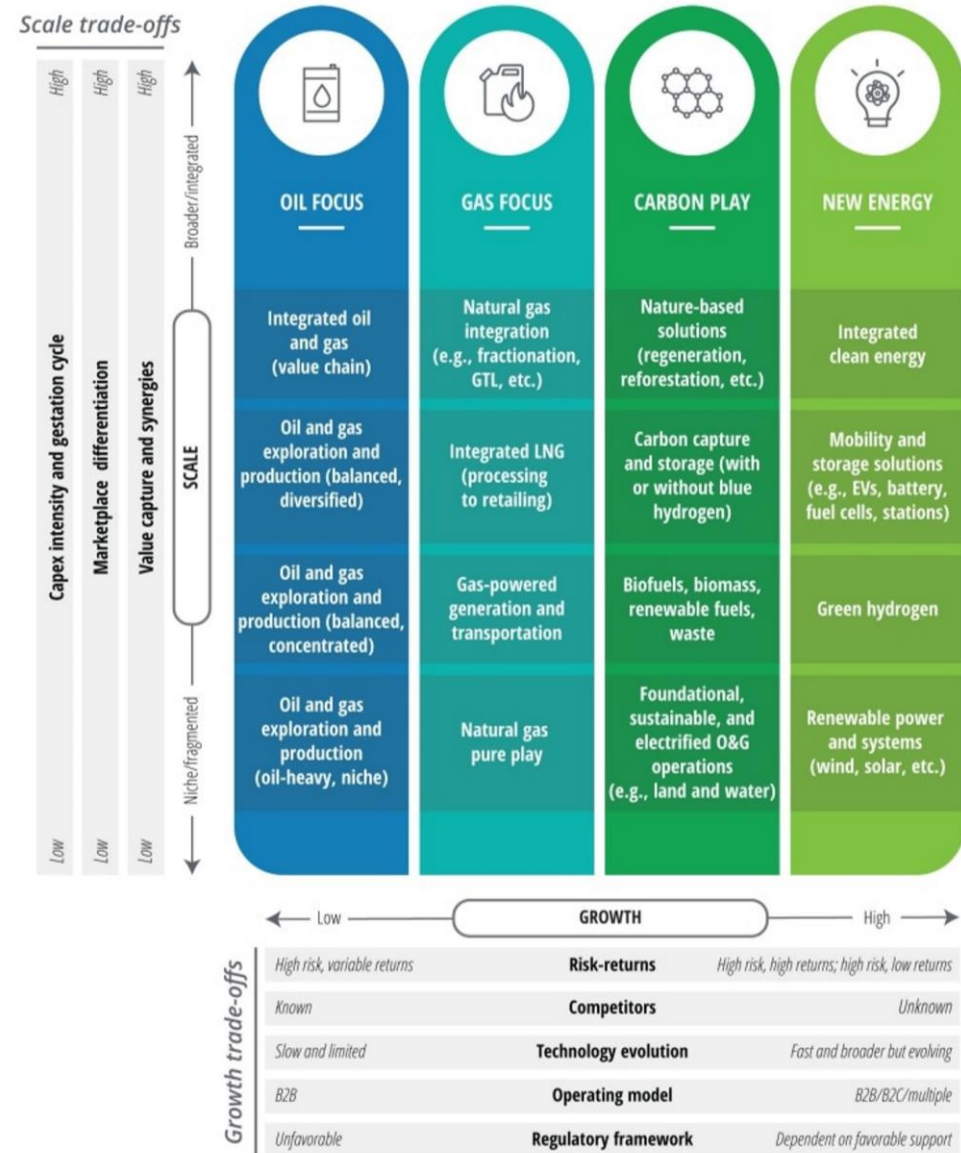 Scale trade-offs
High
High
High
Capex intensity and gestation cycle
Marketplace differentiation
Value capture and synergies
Low
Low
Low
Broader/integrated
SCALE
Niche/fragmented
OIL FOCUS
Integrated oil
and gas
(value chain)
Oil and gas
exploration and
production (balanced,
diversified)
Oil and gas
exploration and
production (balanced,
concentrated)
Oil and gas
exploration and
production
(oil-heavy, niche)
GAS FOCUS
Natural gas
integration
(e.g., fractionation,
GTL, etc.)
Integrated LNG
(processing
to retailing)
Gas-powered
generation and
transportation
Natural gas
pure play
CARBON PLAY
Nature-based
solutions
(regeneration,
reforestation, etc.)
Carbon capture
and storage (with
or without blue
hydrogen)
Biofuels, biomass,
renewable fuels,
waste
Foundational,
sustainable, and
electrified O&G
operations
(e.g., land and water)
NEW ENERGY
Integrated
clean energy
Mobility and
storage solutions
(e.g., EVs, battery,
fuel cells, stations)
Green hydrogen
Renewable power
and systems
(wind, solar, etc.)
Low GROWTH High
Growth trade-offs
High risk, variable returns Risk-returns High risk, high returns; high risk, low returns
Known Competitors Unknown
Slow and limited Technology evolution Fast and broader but evolving
B2B Operating model B2B/B2C/multiple
Unfavorable Regulatory framework Dependent on favorable support